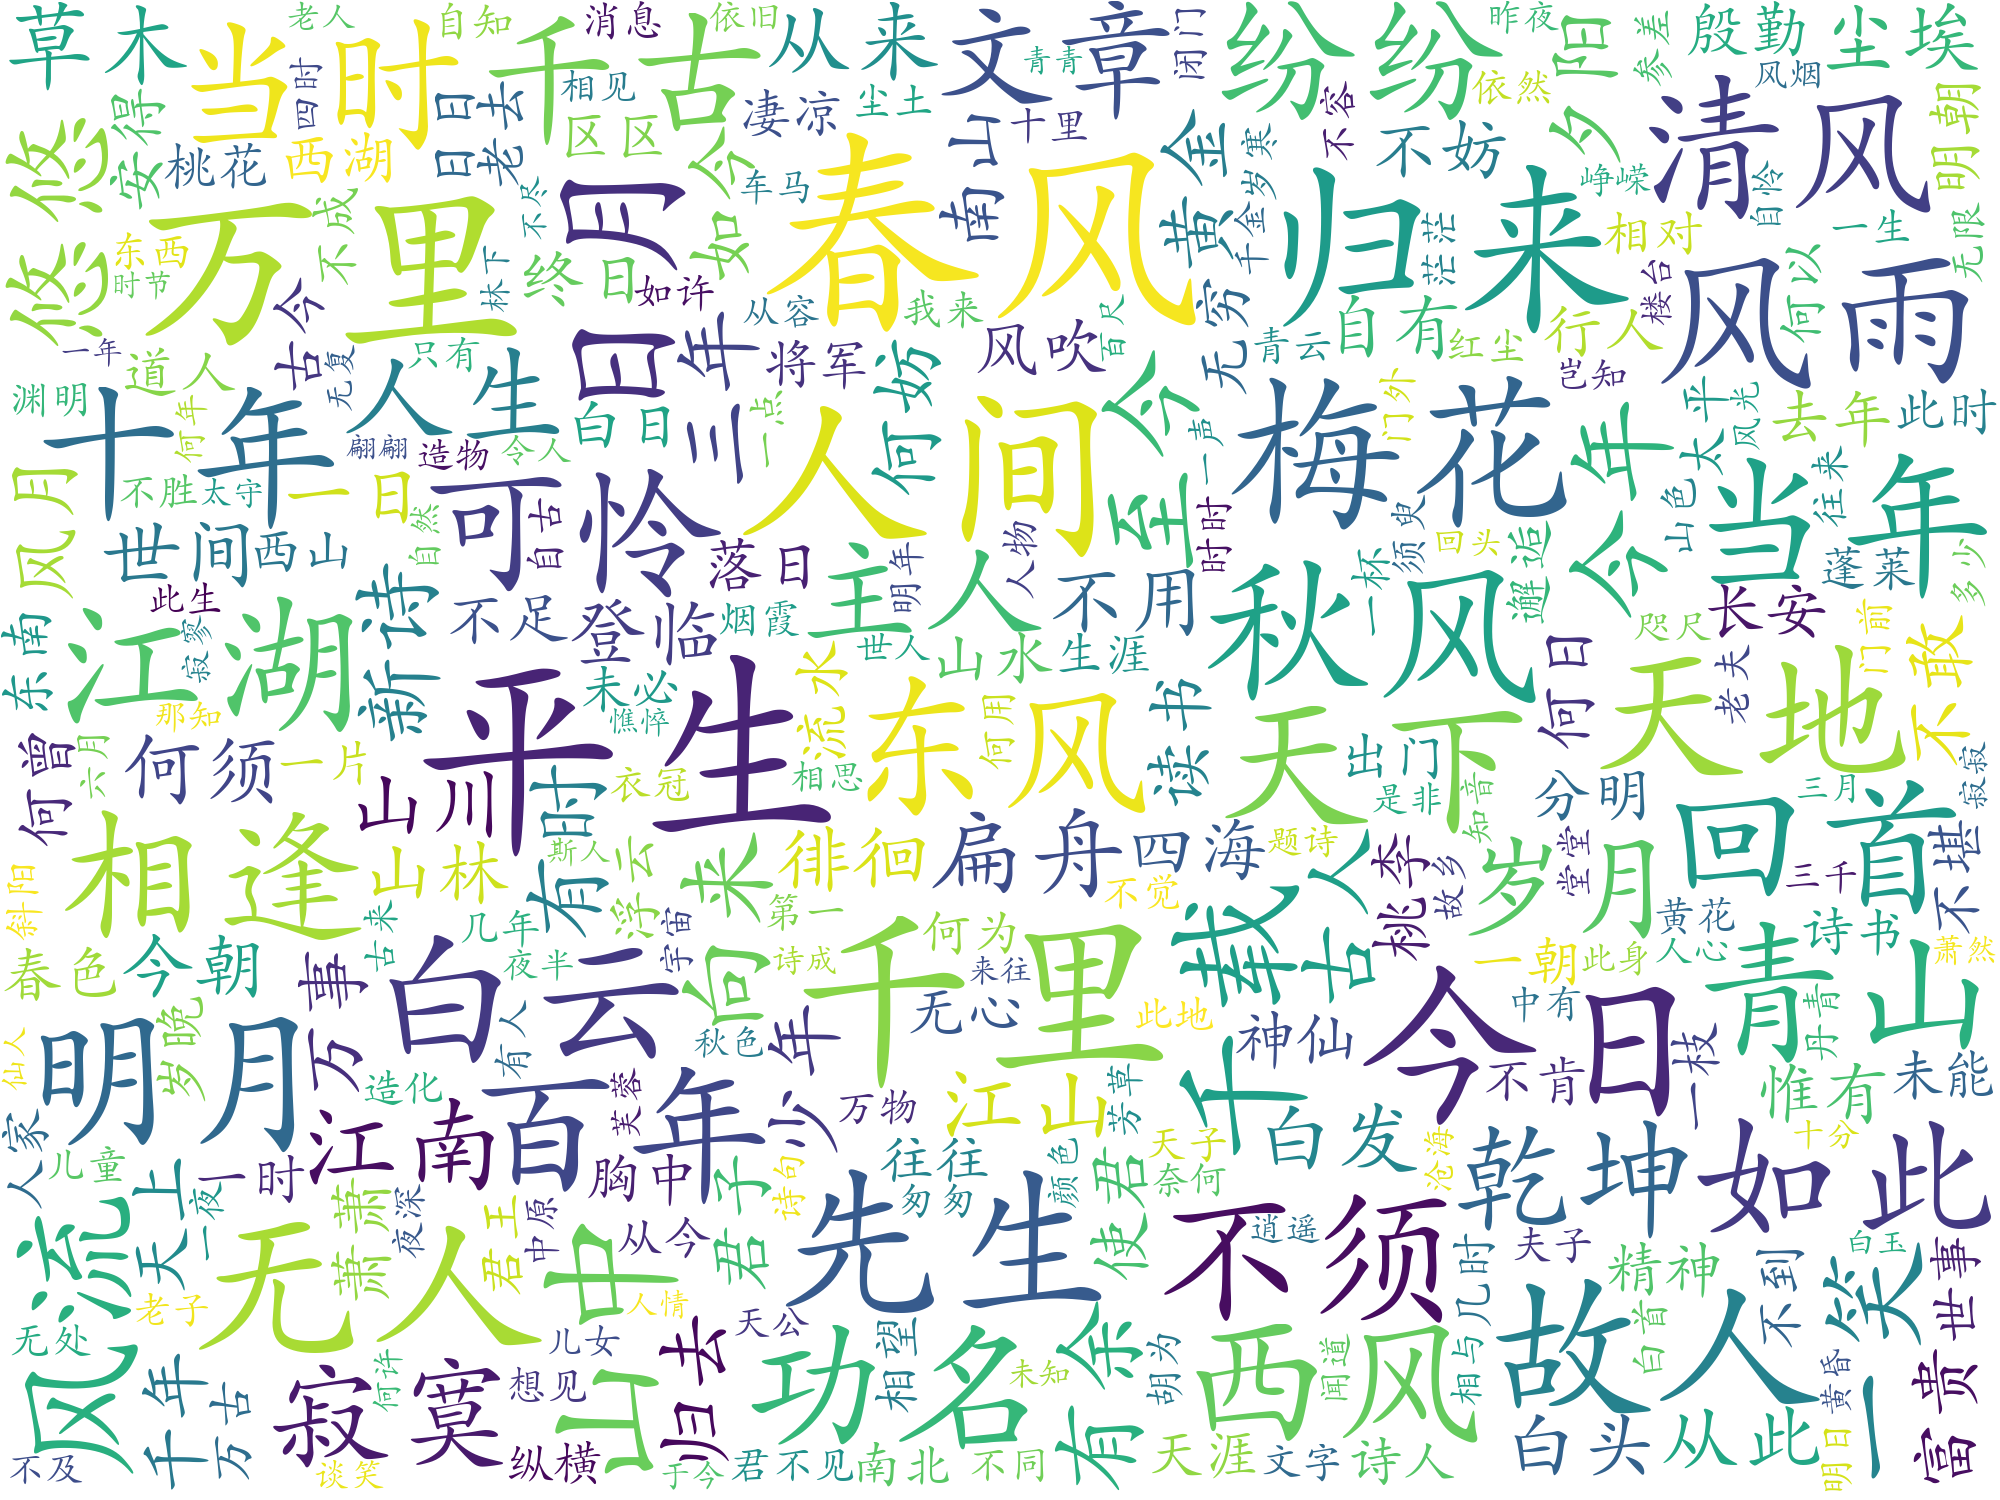 草木
当时
老人
自知
消息
依旧
从来
文章
青青
闭门
纷纷
昨夜
夕阳
参差
殷勤
尘埃
四时
日日
老去
千古
相见
区区
凄凉
尘土
南山
十里
黄金
不容
不妨
依然
风烟
清风
明朝
悠悠
安得
桃花
西湖
万里
不成
不尽
日月
如今
车马
春风
千岁
金寒
归来
茫茫
峥嵘
自怜
相对
一生
无限
东西
时节
古今
林下
终日
如许
从容
我来
风吹
百尺
无穷
青云
自有
红尘
行人
楼台
风雨
何以
一年
渊明
道人
无复
只有
人生
三年
将军
何妨
至今
岂知
十年
何年
翩翩
造物
令人
白日
一点
人间
一声
梅花
门外
今年
太平
风光
去年
此时
风月
不胜
太守
一日
可怜
自古
自然
落日
主人
明年
人物
不用
时时
一杯
须臾
回头
邂逅
山色
当年
往来
蓬莱
多少
世间
西山
此生
新诗
不足
登临
烟霞
世人
山水
生涯
秋风
咫尺
长安
门前
不敢
东南
江湖
寂寥
那知
平生
未必
憔悴
流水
东风
何用
读书
天下
出门
何日
老夫
天地
何曾
六月
何须
一片
山川
有时
衣冠
相思
是非
知音
分明
三月
寂寂
相逢
山林
斯人
浮云
向来
徘徊
扁舟
四海
题诗
不觉
千载
古人
桃李
故乡
岁月
堂堂
三千
回首
不堪
斜阳
春色
今朝
古来
几年
夜半
宇宙
第一
诗成
何为
来往
千里
无心
此地
一朝
此身
黄花
人心
诗书
萧然
岁晚
万事
白云
有人
秋色
少年
神仙
今日
中有
不肯
一枝
青山
丹青
惟有
未能
仙人
明月
造化
百年
芙蓉
万物
江山
芳草
白发
沧海
十分
人家
儿童
天上
一夜
一时
江南
胸中
诗句
往往
匆匆
颜色
使君
天子
奈何
乾坤
如此
风流
萧萧
夜深
君王
中原
从今
君子
先生
不须
逍遥
几时
夫子
精神
不到
白玉
世事
老子
无人
山中
人情
无处
千年
万古
何许
寂寞
儿女
想见
归去
天公
功名
相望
未知
有余
胡为
西风
闻道
相与
故人
白首
黄昏
一笑
富贵
不及
谈笑
纵横
于今
君不见
南北
不同
天涯
文字
诗人
白头
从此
明日